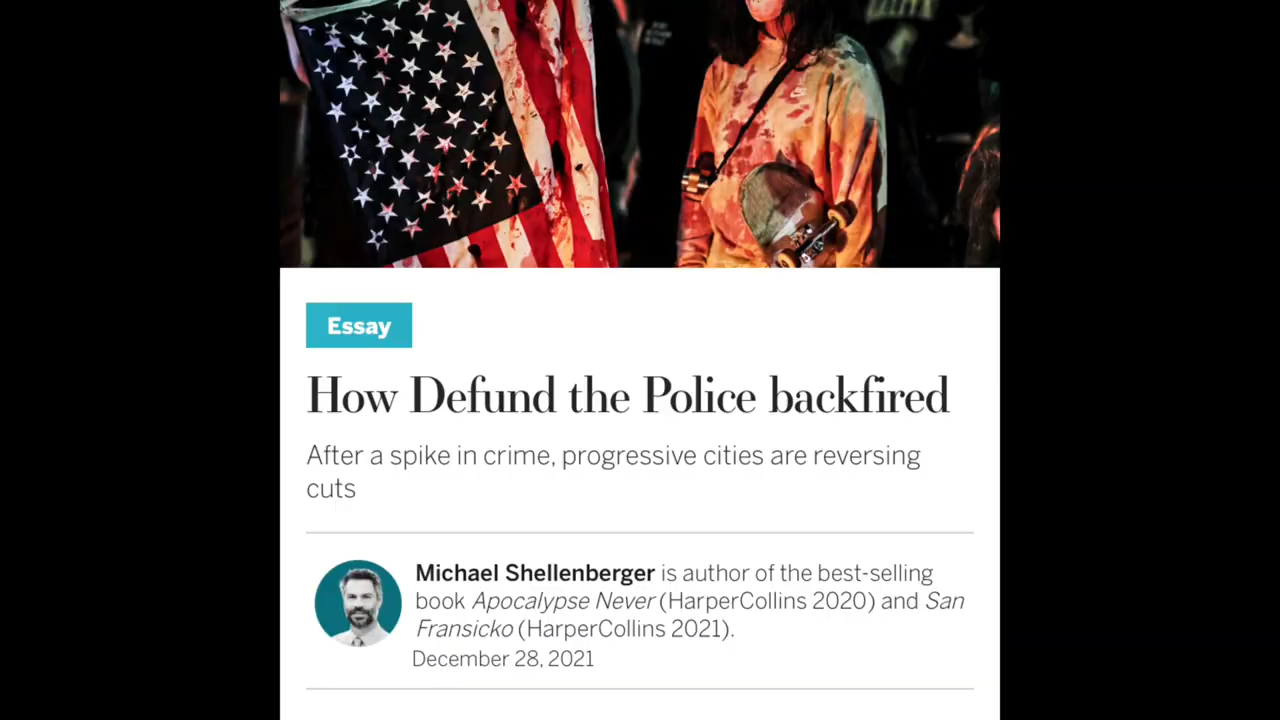 Essay
How Defund the Police backfired
After a spike in crime, progressive cities are reversing
cuts
Michael Shellenberger is author of the best-selling
book Apocalypse Never (HarperCollins 2020) and San
Fransicko (HarperCollins 2021).
December 28, 2021